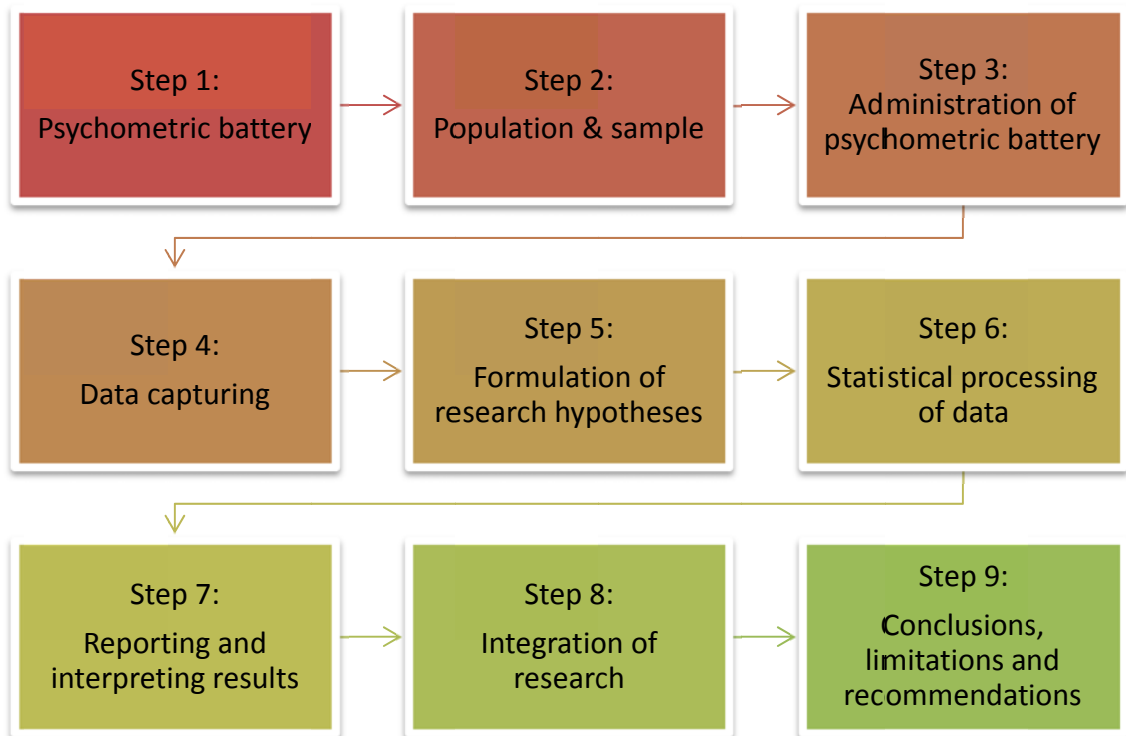 Step 1:
Psychometric battery
Step 2:
Population & sample
Step 3:
Administration of
psychometric battery
Step 4:
Data capturing
Step 5:
Formulation of
research hypotheses
Step 6:
Statistical processing
of data
Step 7:
Reporting and
interpreting results
Step 8:
Integration of
research
Step 9:
Conclusions,
limitations and
recommendations